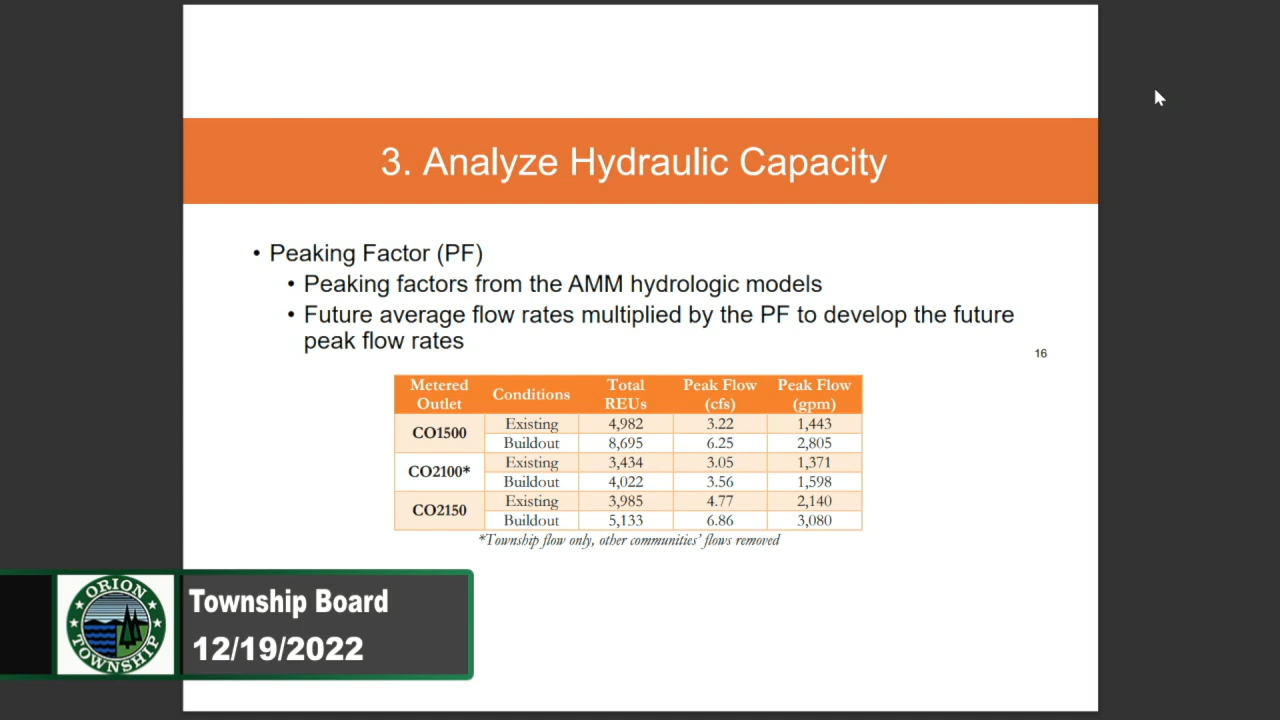 3. Analyze Hydraulic Capacity
• Peaking Factor (PF)
• Peaking factors from the AMM hydrologic models
• Future average flow rates multiplied by the PF to develop the future
peak flow rates
16
Metered Outlet Conditions Total REUs Peak Flow (cfs) Peak Flow (gpm)
CO1500 Existing 4,982 3.22 1,443
Buildout 8,695 6.25 2,805
CO2100* Existing 3,434 3.05 1,371
Buildout 4,022 3.56 1,598
CO2150 Existing 3,985 4.77 2,140
Buildout 5,133 6.86 3,080
*Township flow only, other communities' flows removed
ORION
TOWNSHIP
Township Board
12/19/2022